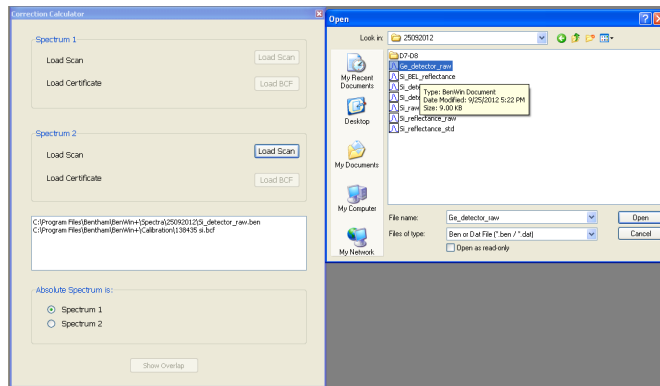 Correction Calculator
Spectrum 1
Load Scan
Load Scan
Load Certificate
Load BCF
Spectrum 2
Load Scan
Load Scan
Load Certificate
Load BCF
C:\Program Files\Bentham\BenWin+\Spectra\25092012\Si_detector_raw.ben
C:\Program Files\Bentham\BenWin+\Calibration\138435 si.bcf
Absolute Spectrum is:
Spectrum 1
Spectrum 2
Show Overlap
Open
Look in:
25092012
My Recent Documents
Desktop
My Documents
My Computer
My Network
D7-D8
Ge_detector_raw
Si_BEL_reflectance
Si_dete
Si_dete
Si_raw
Si_reflectance_raw
Si_reflectance_std
Type: BenWin Document
Date Modified: 9/25/2012 5:22 PM
Size: 9.00 KB
File name:
Ge_detector_raw
Open
Files of type:
Ben or Dat File (*.ben / *.dat)
Cancel
Open as read-only